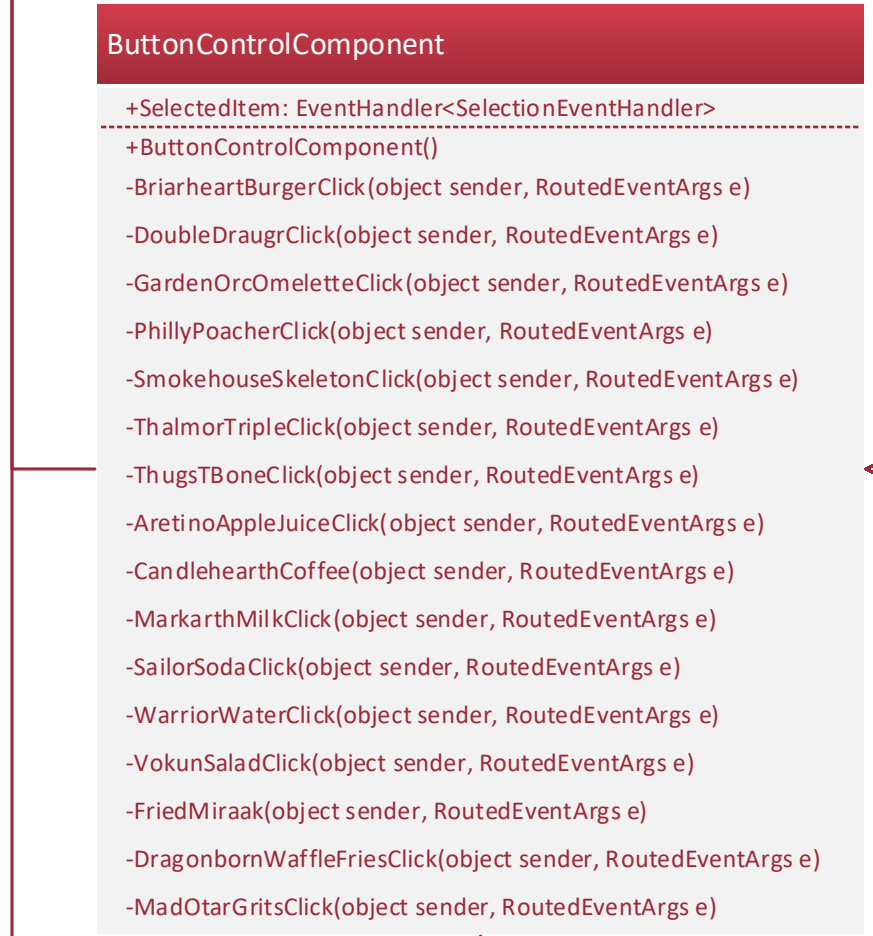 ButtonControlComponent
+SelectedItem: EventHandler<SelectionEventHandler>
+ButtonControlComponent()
-BriarheartBurgerClick(object sender, RoutedEventArgs e)
-DoubleDraugrClick(object sender, RoutedEventArgs e)
-GardenOrcOmeletteClick(object sender, RoutedEventArgs e)
-PhillyPoacherClick(object sender, RoutedEventArgs e)
-SmokehouseSkeletonClick(object sender, RoutedEventArgs e)
-ThalmorTripleClick(object sender, RoutedEventArgs e)
-ThugsTBoneClick(object sender, RoutedEventArgs e)
-AretinoAppleJuiceClick(object sender, RoutedEventArgs e)
-CandlehearthCoffee(object sender, RoutedEventArgs e)
-MarkarthMilkClick(object sender, RoutedEventArgs e)
-SailorSodaClick(object sender, RoutedEventArgs e)
-WarriorWaterClick(object sender, RoutedEventArgs e)
-VokunSaladClick(object sender, RoutedEventArgs e)
-FriedMiraak(object sender, RoutedEventArgs e)
-DragonbornWaffleFriesClick(object sender, RoutedEventArgs e)
-MadOtarGritsClick(object sender, RoutedEventArgs e)